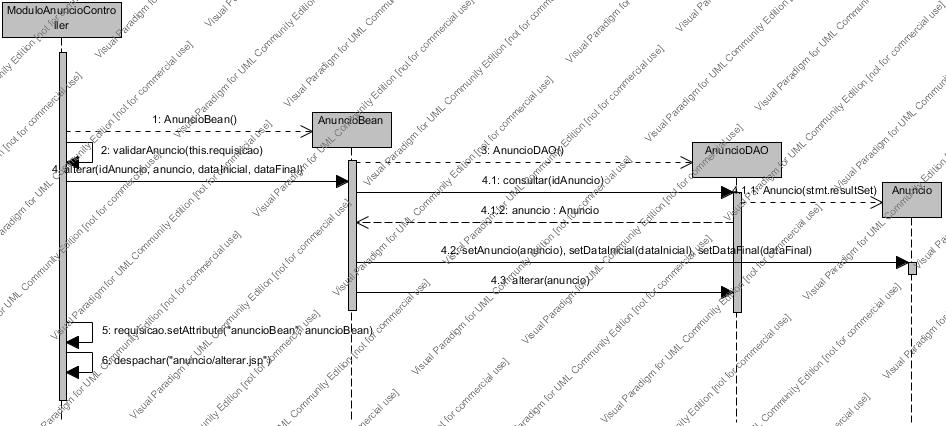 ModuloAnuncioContro
ller
1: AnuncioBean()
AnuncioBean
2: validarAnuncio(this.requisicao)
3: AnuncioDAO()
AnuncioDAO
4: alterar(idAnuncio, anuncio, dataInicial, dataFinal)
4.1: consultar(idAnuncio)
4.1.1: Anuncio(stmt.resultSet)
Anuncio
4.1.2: anuncio : Anuncio
4.2: setAnuncio(anuncio), setDataInicial(dataInicial), setDataFinal(dataFinal)
4.3: alterar(anuncio)
5: requisicao.setAttribute("anuncioBean", anuncioBean)
6: despachar("anuncio/alterar.jsp")
Visual Paradigm for UML Community Edition [not for commercial use]